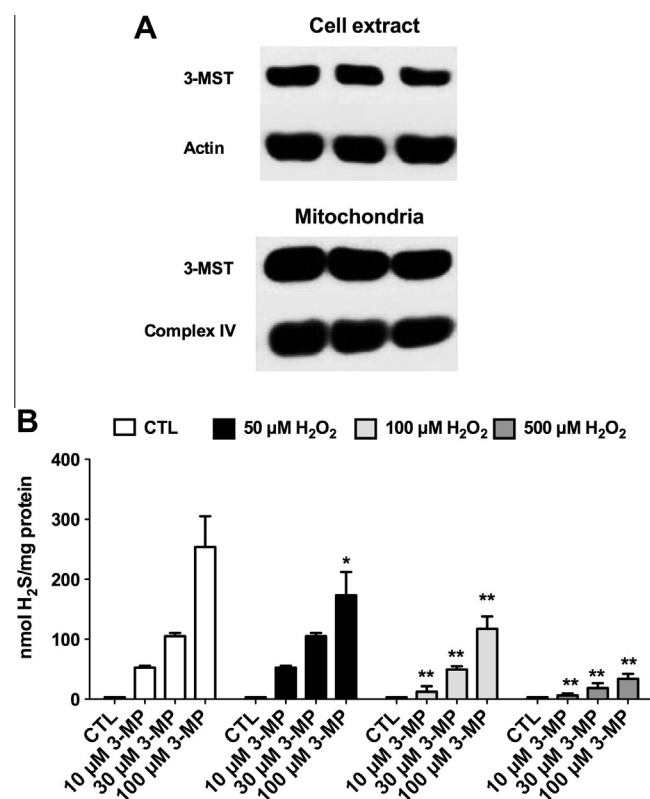 A
Cell extract
3-MST
Actin
Mitochondria
3-MST
Complex IV
B
CTL 50 µM H₂O₂ 100 µM H₂O₂ 500 µM H₂O₂
nmol H₂S/mg protein
400
300
200
100
0
*
**
**
**
**
**
**
CTL
10 µM 3-MP
30 µM 3-MP
100 µM 3-MP
CTL
10 µM 3-MP
30 µM 3-MP
100 µM 3-MP
CTL
10 µM 3-MP
30 µM 3-MP
100 µM 3-MP
CTL
10 µM 3-MP
30 µM 3-MP
100 µM 3-MP